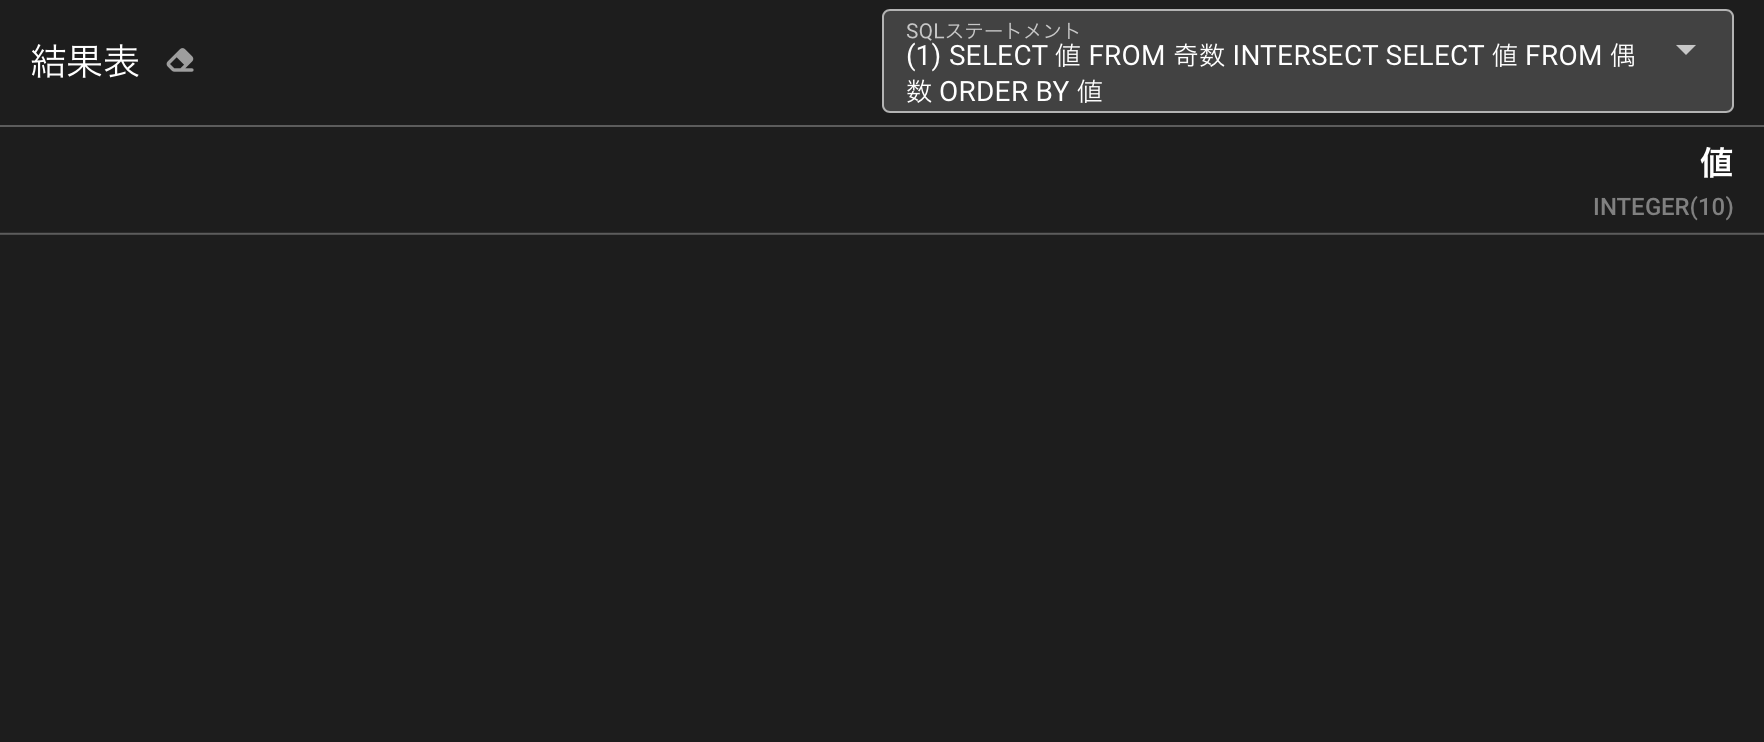 結果表
SQLステートメント
(1) SELECT 値 FROM 奇数 INTERSECT SELECT 値 FROM 偶
数 ORDER BY 値
値
INTEGER(10)